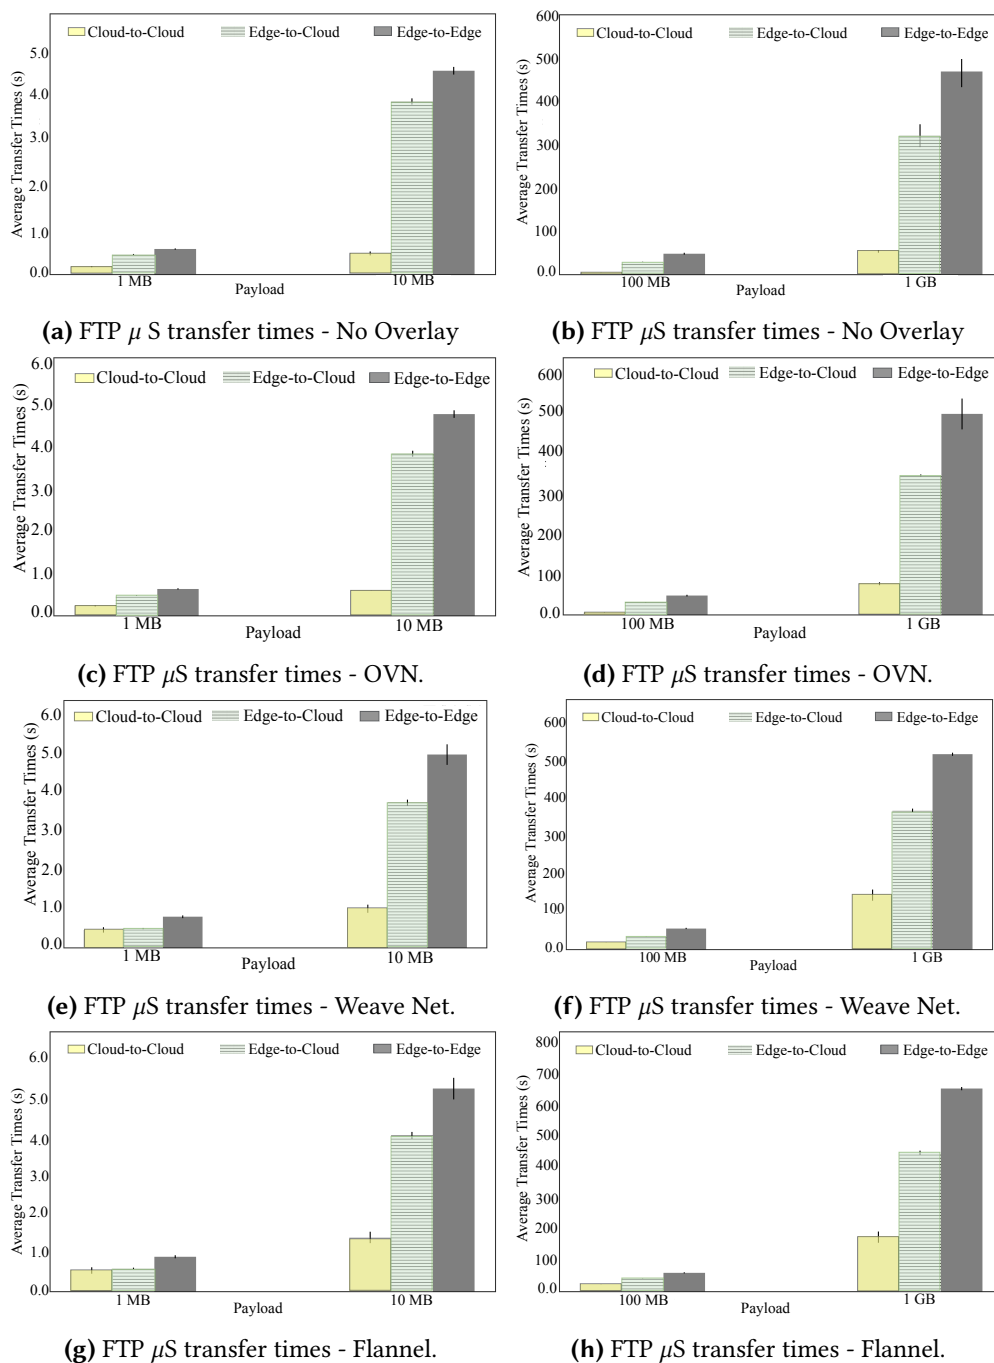 Cloud-to-Cloud Edge-to-Cloud Edge-to-Edge
Average Transfer Times (s)
5.0
4.0
3.0
2.0
1.0
0.0
1 MB 10 MB
Payload
(a) FTP μ S transfer times - No Overlay
Cloud-to-Cloud Edge-to-Cloud Edge-to-Edge
Average Transfer Times (s)
600
500
400
300
200
100
0.0
100 MB 1 GB
Payload
(b) FTP μS transfer times - No Overlay
Cloud-to-Cloud Edge-to-Cloud Edge-to-Edge
Average Transfer Times (s)
6.0
5.0
4.0
3.0
2.0
1.0
0.0
1 MB 10 MB
Payload
(c) FTP μS transfer times - OVN.
Cloud-to-Cloud Edge-to-Cloud Edge-to-Edge
Average Transfer Times (s)
600
500
400
300
200
100
0.0
100 MB 1 GB
Payload
(d) FTP μS transfer times - OVN.
Cloud-to-Cloud Edge-to-Cloud Edge-to-Edge
Average Transfer Times (s)
6.0
5.0
4.0
3.0
2.0
1.0
0.0
1 MB 10 MB
Payload
(e) FTP μS transfer times - Weave Net.
Cloud-to-Cloud Edge-to-Cloud Edge-to-Edge
Average Transfer Times (s)
600
500
400
300
200
100
0.0
100 MB 1 GB
Payload
(f) FTP μS transfer times - Weave Net.
Cloud-to-Cloud Edge-to-Cloud Edge-to-Edge
Average Transfer Times (s)
6.0
5.0
4.0
3.0
2.0
1.0
0.0
1 MB 10 MB
Payload
(g) FTP μS transfer times - Flannel.
Cloud-to-Cloud Edge-to-Cloud Edge-to-Edge
Average Transfer Times (s)
800
700
600
500
400
300
200
100
0.0
100 MB 1 GB
Payload
(h) FTP μS transfer times - Flannel.